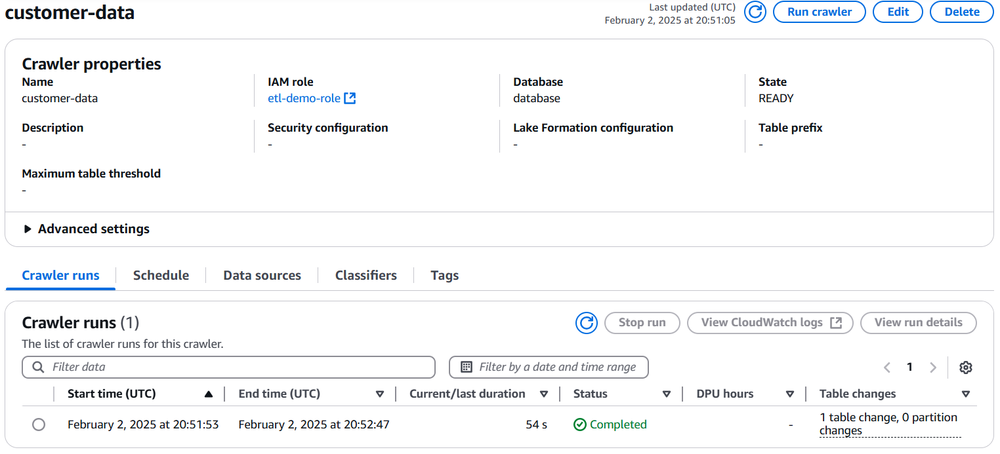 customer-data
Last updated (UTC)
February 2, 2025 at 20:51:05
Run crawler
Edit
Delete
Crawler properties
Name
customer-data
IAM role
etl-demo-role
Database
database
State
READY
Description
-
Security configuration
-
Lake Formation configuration
-
Table prefix
-
Maximum table threshold
-
Advanced settings
Crawler runs
Schedule
Data sources
Classifiers
Tags
Crawler runs (1)
The list of crawler runs for this crawler.
Stop run
View CloudWatch logs
View run details
Filter data
Filter by a date and time range
1
Start time (UTC)
End time (UTC)
Current/last duration
Status
DPU hours
Table changes
February 2, 2025 at 20:51:53
February 2, 2025 at 20:52:47
54 s
Completed
-
1 table change, 0 partition
changes